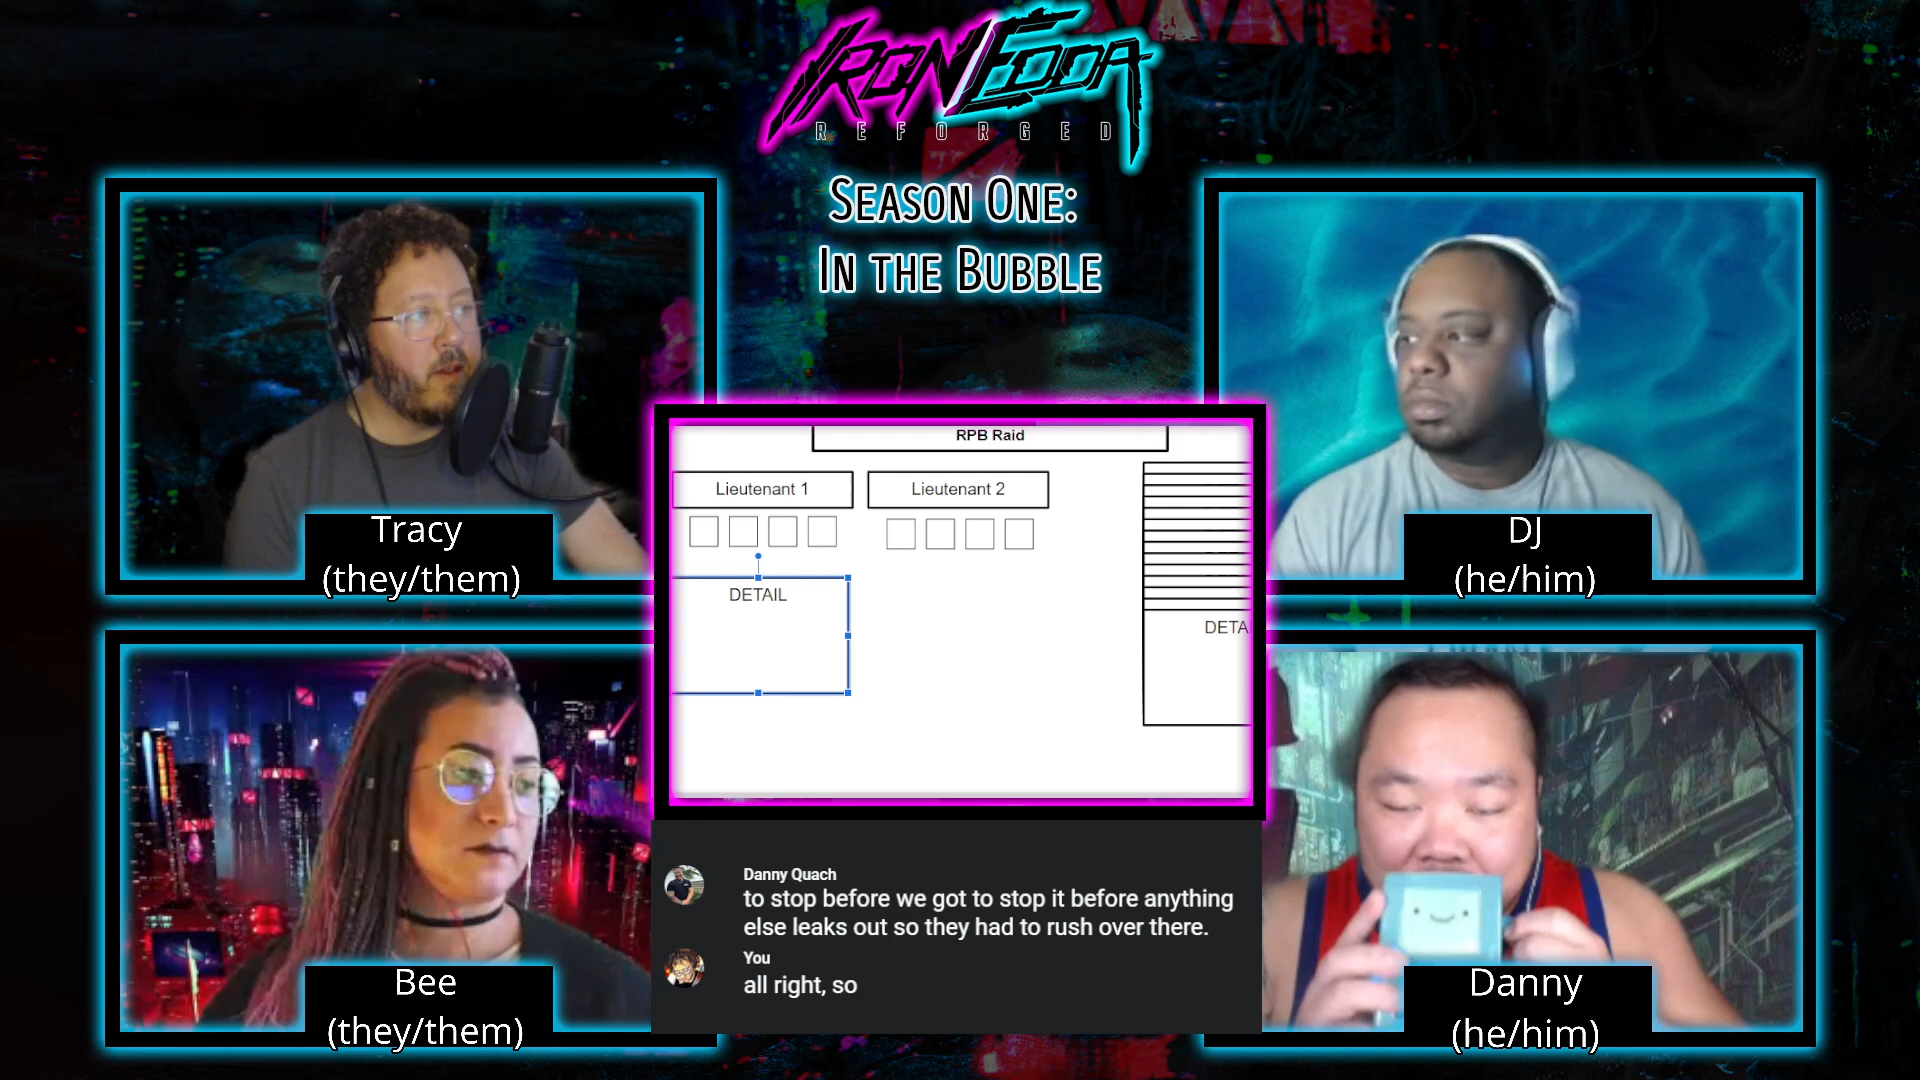 IRON EDDA
REFORGED
SEASON ONE:
IN THE BUBBLE
Tracy
(they/them)
DJ
(he/him)
RPB Raid
Lieutenant 1
Lieutenant 2
DETAIL
DETAI
Bee
(they/them)
Danny
(he/him)
Danny Quach
to stop before we got to stop it before anything
else leaks out so they had to rush over there.
You
all right, so